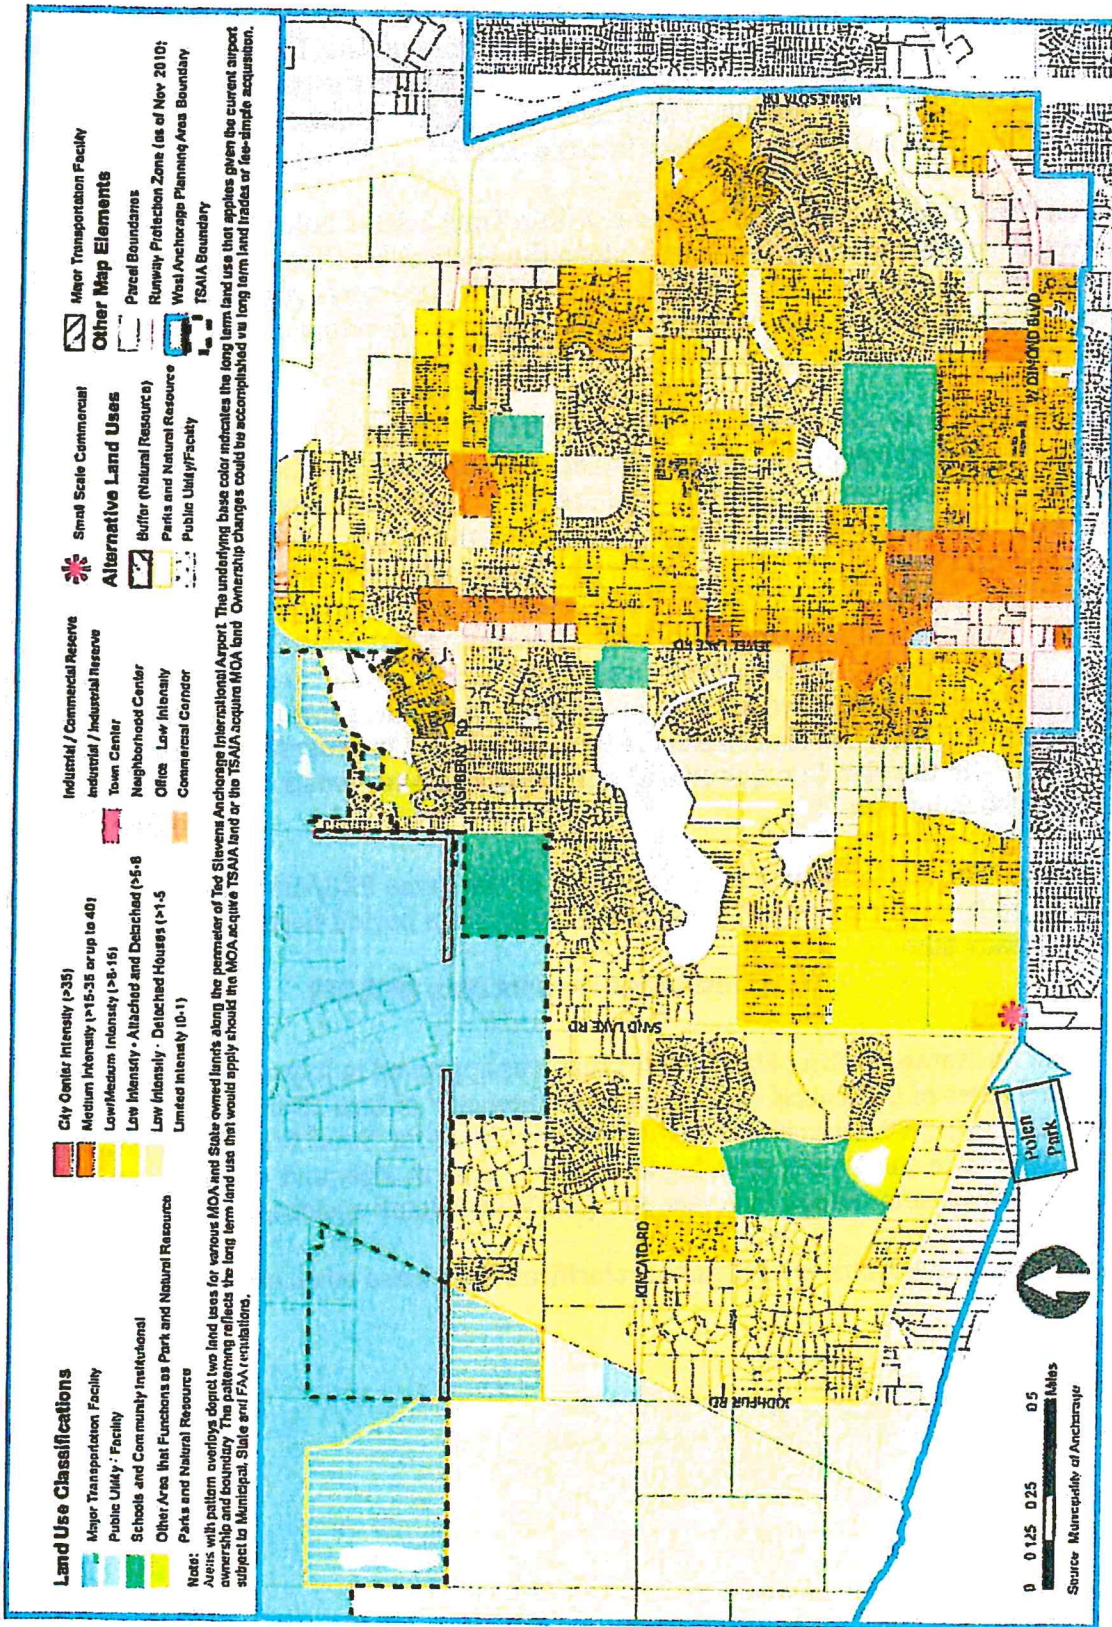 Land Use Classifications
Major Transportation Facility
Public Utility / Facility
Schools and Community Institutional
Other Area that Functions as Park and Natural Resource
Parks and Natural Resource
City Center Intensity (>35)
Medium Intensity (>15-35 or up to 40)
Low/Medium Intensity (>8-15)
Low Intensity - Attached and Detached (>5-8
Low Intensity - Detached Houses (>1-5
Limited Intensity (0-1)
Industrial / Commercial Reserve
Industrial / Industrial Reserve
Town Center
Neighborhood Center
Office Low Intensity
Commercial Corridor
Small Scale Commercial
Alternative Land Uses
Buffer (Natural Resource)
Parks and Natural Resource
Public Utility/Facility
Major Transportation Facility
Other Map Elements
Parcel Boundaries
Runway Protection Zone (as of Nov 2010)
West Anchorage Planning Area Boundary
TSAIA Boundary
Note:
Areas with pattern overlays depict two land uses for various MOA and State owned lands along the perimeter of Ted Stevens Anchorage International Airport. The underlying base color indicates the long term land use that applies given the current airport
ownership and boundary. The patterning reflects the long term land use that would apply should the MOA acquire TSAIA land or the TSAIA acquire MOA land. Ownership changes could be accomplished via long term land trades or fee-simple acquisition,
subject to Municipal, State and FAA regulations.
RASPBERRY RD
JEWEL LAKE RD
MINNESOTA DR
SAND LAKE RD
KINCAID RD
JODHPUR RD
W DIMOND BLVD
Polen
Park
0 0.125 0.25 0.5
Miles
Source Municipality of Anchorage